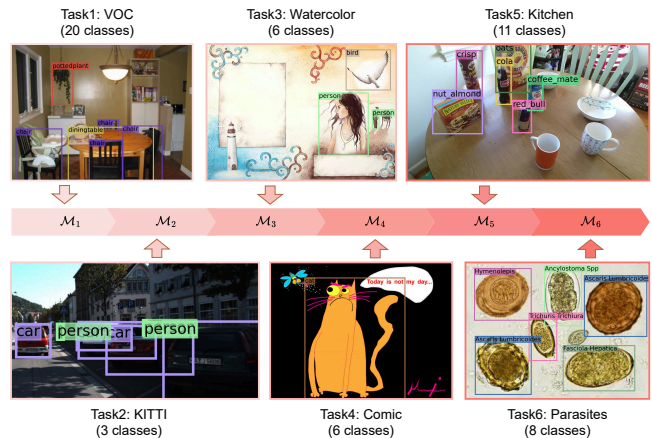 Task1: VOC
(20 classes)
Task3: Watercolor
(6 classes)
Task5: Kitchen
(11 classes)
pottedplant
chair
diningtable
chair
chair
chair
bird
person
person
crisp
oats
cola
coffee_mate
nut_almond
red_bull
M1
M2
M3
M4
M5
M6
car
person
car
person
Today is not my day...
Hymenolepis
Ancylostoma Spp
Ascaris Lumbricoides
Trichuris Trichiura
Ascaris Lumbricoides
Fasciola Hepatica
Task2: KITTI
(3 classes)
Task4: Comic
(6 classes)
Task6: Parasites
(8 classes)